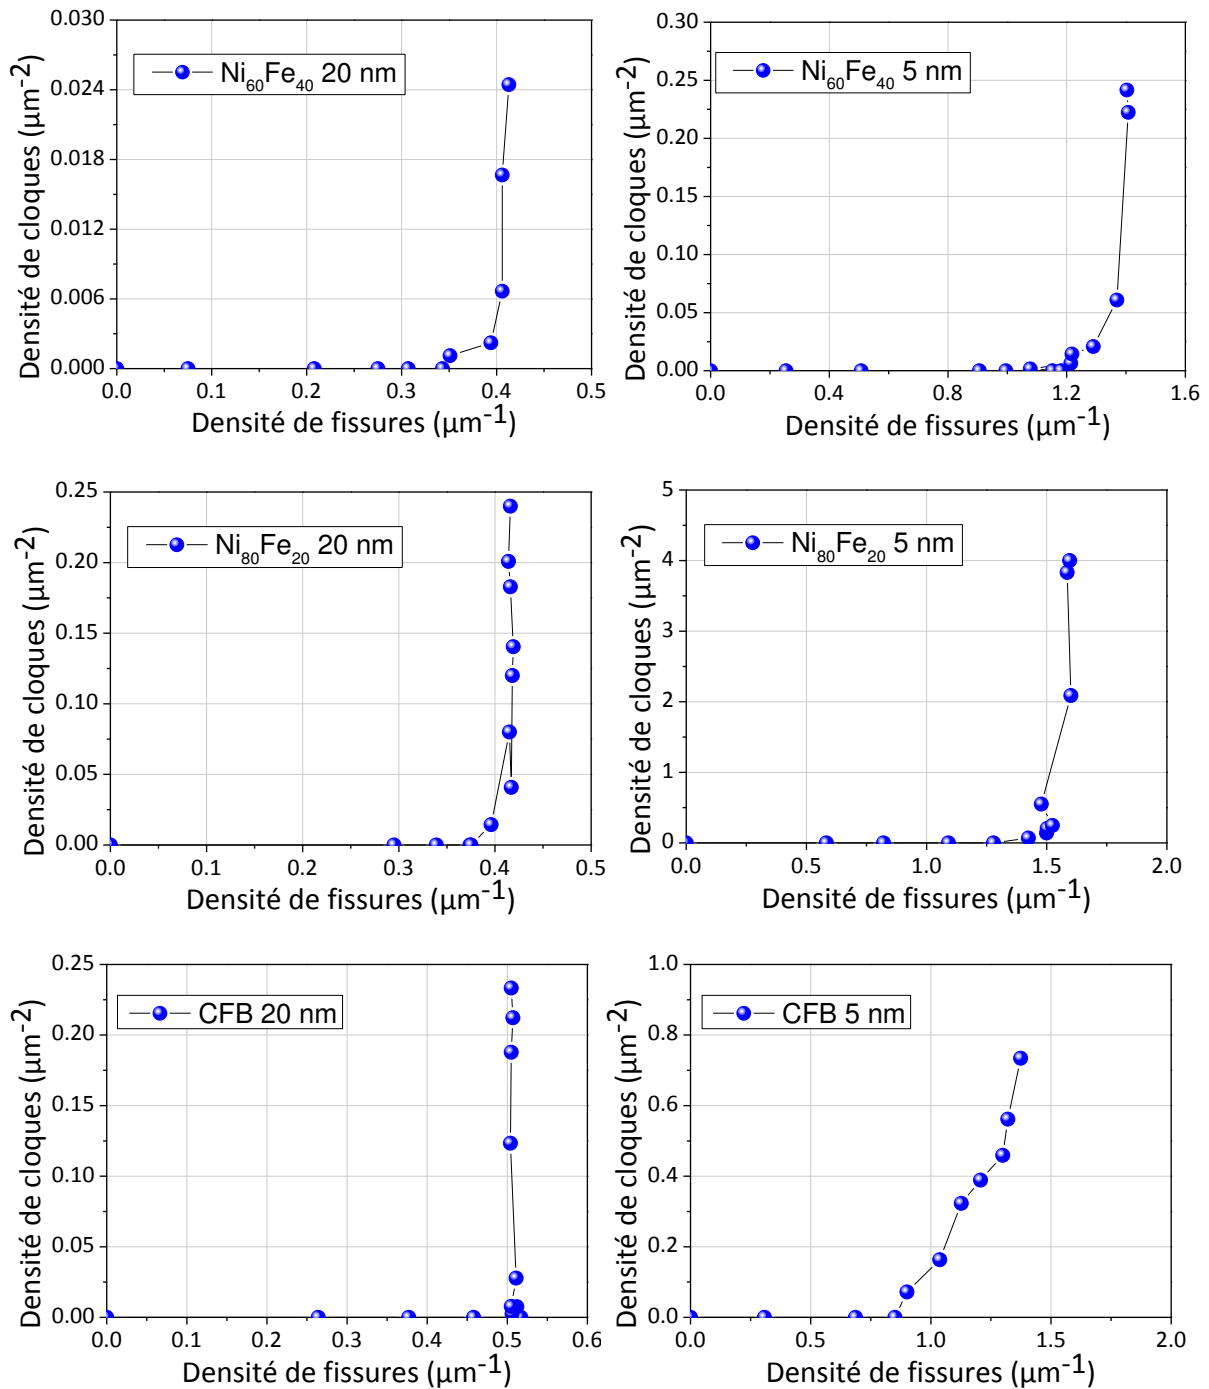 0.030
0.024
0.018
0.012
0.006
0.000
Densité de cloques (µm⁻²)
Ni₆₀Fe₄₀ 20 nm
0.0 0.1 0.2 0.3 0.4 0.5
Densité de fissures (µm⁻¹)
0.30
0.25
0.20
0.15
0.10
0.05
0.00
Densité de cloques (µm⁻²)
Ni₆₀Fe₄₀ 5 nm
0.0 0.4 0.8 1.2 1.6
Densité de fissures (µm⁻¹)
0.25
0.20
0.15
0.10
0.05
0.00
Densité de cloques (µm⁻²)
Ni₈₀Fe₂₀ 20 nm
0.0 0.1 0.2 0.3 0.4 0.5
Densité de fissures (µm⁻¹)
5
4
3
2
1
0
Densité de cloques (µm⁻²)
Ni₈₀Fe₂₀ 5 nm
0.0 0.5 1.0 1.5 2.0
Densité de fissures (µm⁻¹)
0.25
0.20
0.15
0.10
0.05
0.00
Densité de cloques (µm⁻²)
CFB 20 nm
0.0 0.1 0.2 0.3 0.4 0.5 0.6
Densité de fissures (µm⁻¹)
1.0
0.8
0.6
0.4
0.2
0.0
Densité de cloques (µm⁻²)
CFB 5 nm
0.0 0.5 1.0 1.5 2.0
Densité de fissures (µm⁻¹)